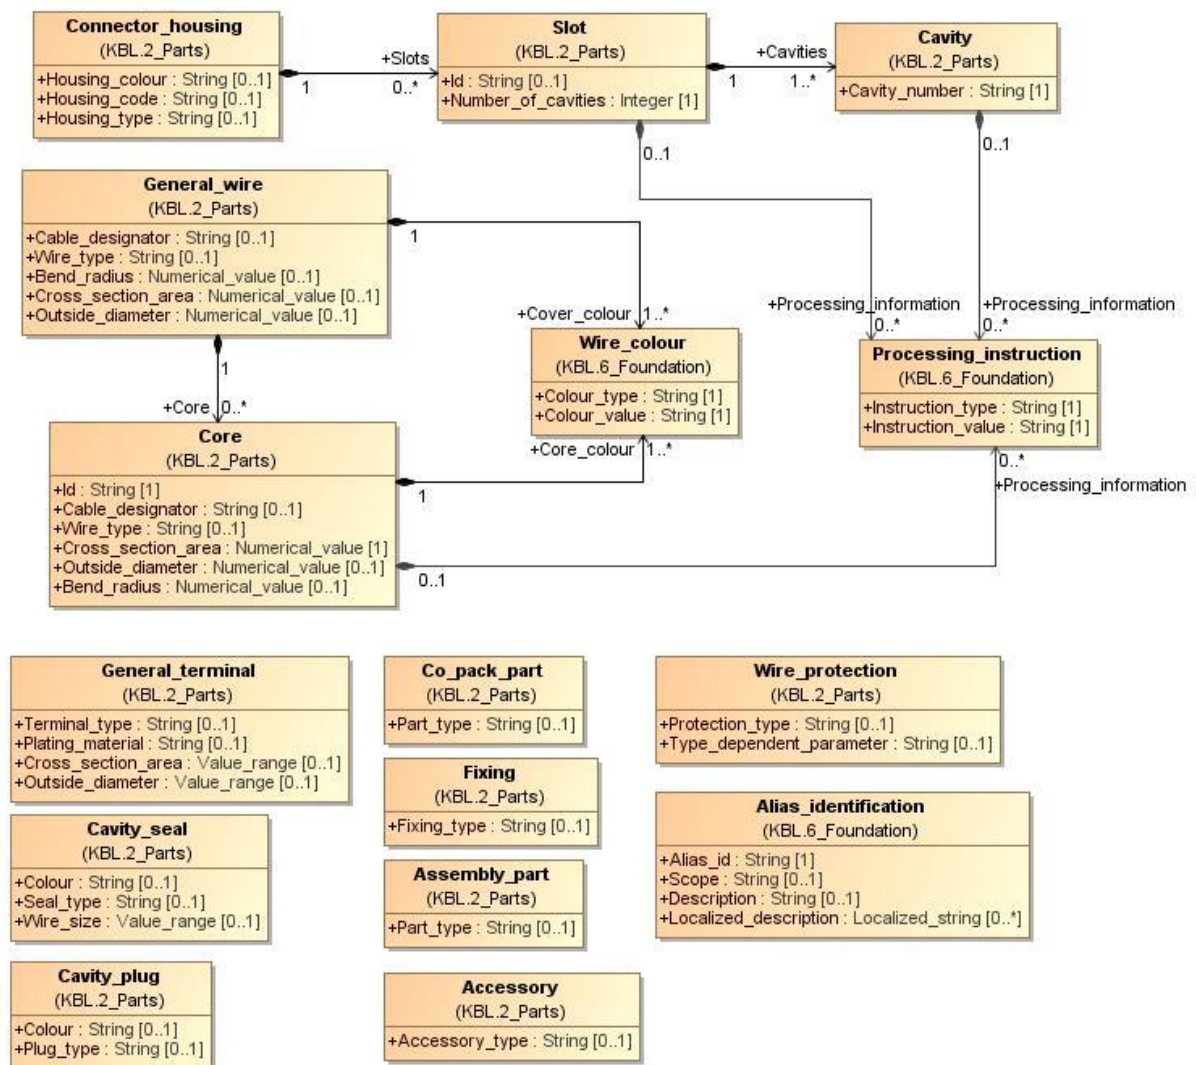 Connector_housing
(KBL.2_Parts)
+Housing_colour : String [0..1]
+Housing_code : String [0..1]
+Housing_type : String [0..1]
1
+Slots
0..*
Slot
(KBL.2_Parts)
+Id : String [0..1]
+Number_of_cavities : Integer [1]
1
+Cavities
1..*
Cavity
(KBL.2_Parts)
+Cavity_number : String [1]
0..1
0..1
General_wire
(KBL.2_Parts)
+Cable_designator : String [0..1]
+Wire_type : String [0..1]
+Bend_radius : Numerical_value [0..1]
+Cross_section_area : Numerical_value [0..1]
+Outside_diameter : Numerical_value [0..1]
1
1
+Cover_colour 1..*
+Processing_information
0..*
+Processing_information
0..*
Wire_colour
(KBL.6_Foundation)
+Colour_type : String [1]
+Colour_value : String [1]
Processing_instruction
(KBL.6_Foundation)
+Instruction_type : String [1]
+Instruction_value : String [1]
+Core 0..*
Core
(KBL.2_Parts)
+Id : String [1]
+Cable_designator : String [0..1]
+Wire_type : String [0..1]
+Cross_section_area : Numerical_value [1]
+Outside_diameter : Numerical_value [0..1]
+Bend_radius : Numerical_value [0..1]
1
+Core_colour 1..*
0..1
0..*
+Processing_information
General_terminal
(KBL.2_Parts)
+Terminal_type : String [0..1]
+Plating_material : String [0..1]
+Cross_section_area : Value_range [0..1]
+Outside_diameter : Value_range [0..1]
Co_pack_part
(KBL.2_Parts)
+Part_type : String [0..1]
Wire_protection
(KBL.2_Parts)
+Protection_type : String [0..1]
+Type_dependent_parameter : String [0..1]
Fixing
(KBL.2_Parts)
+Fixing_type : String [0..1]
Alias_identification
(KBL.6_Foundation)
+Alias_id : String [1]
+Scope : String [0..1]
+Description : String [0..1]
+Localized_description : Localized_string [0..*]
Cavity_seal
(KBL.2_Parts)
+Colour : String [0..1]
+Seal_type : String [0..1]
+Wire_size : Value_range [0..1]
Assembly_part
(KBL.2_Parts)
+Part_type : String [0..1]
Cavity_plug
(KBL.2_Parts)
+Colour : String [0..1]
+Plug_type : String [0..1]
Accessory
(KBL.2_Parts)
+Accessory_type : String [0..1]